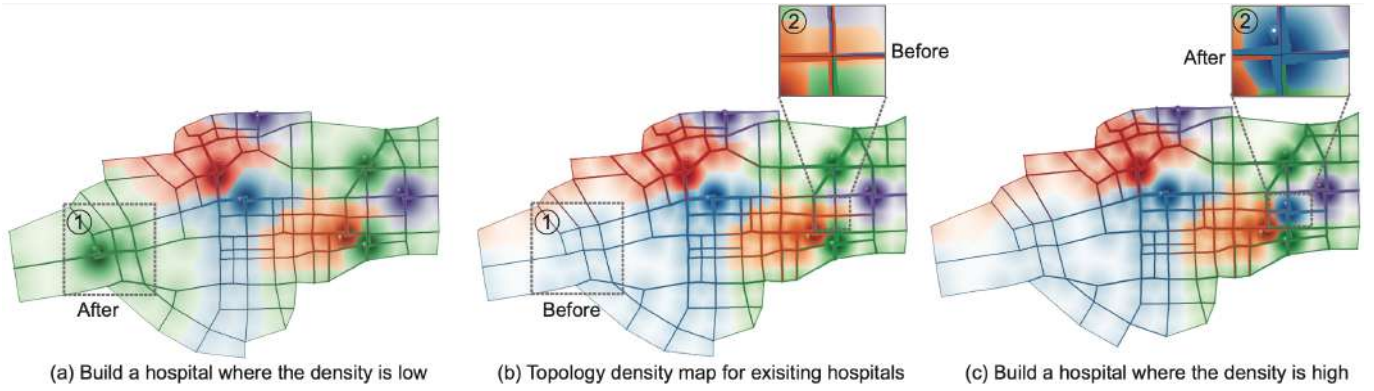 ②
Before
After
②
①
After
①
Before
(a) Build a hospital where the density is low
(b) Topology density map for exisiting hospitals
(c) Build a hospital where the density is high